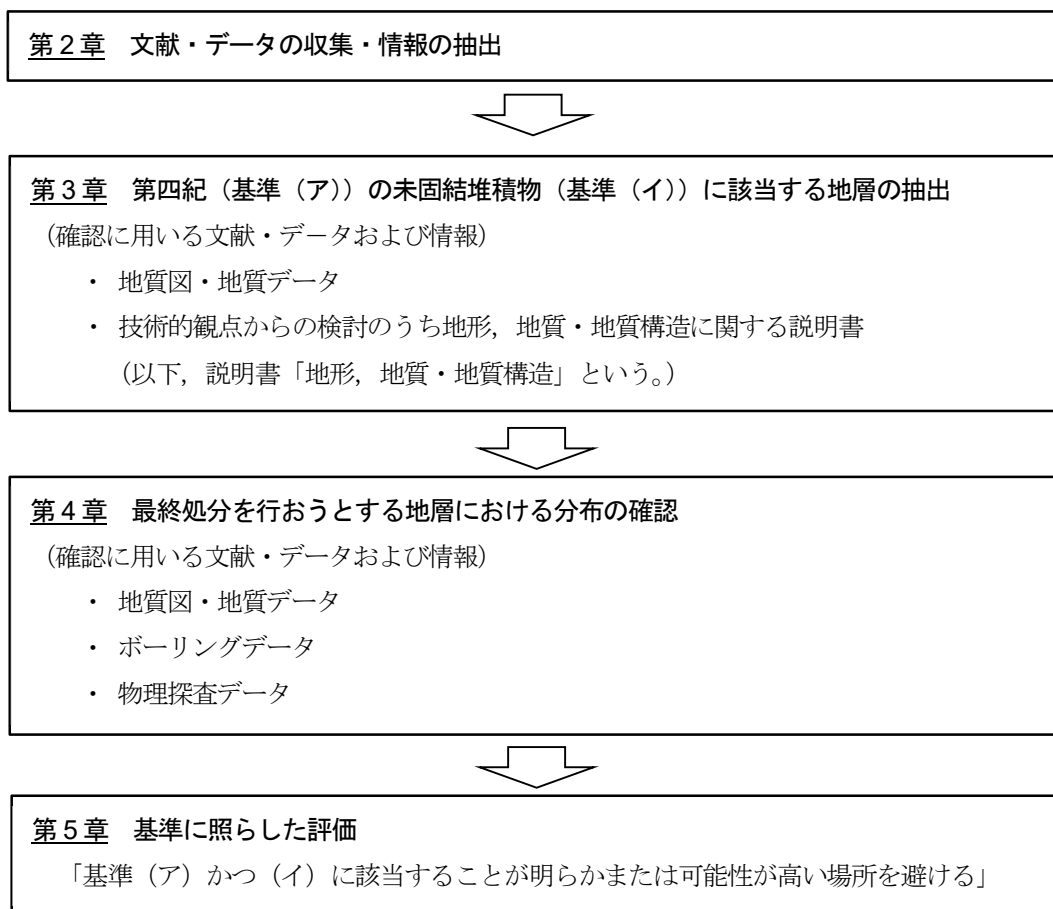 第2章 文献・データの収集・情報の抽出
第3章 第四紀（基準（ア））の未固結堆積物（基準（イ））に該当する地層の抽出
（確認に用いる文献・データおよび情報）
・ 地質図・地質データ
・ 技術的観点からの検討のうち地形，地質・地質構造に関する説明書
（以下，説明書「地形，地質・地質構造」という。）
第4章 最終処分を行おうとする地層における分布の確認
（確認に用いる文献・データおよび情報）
・ 地質図・地質データ
・ ボーリングデータ
・ 物理探査データ
第5章 基準に照らした評価
「基準（ア）かつ（イ）に該当することが明らかまたは可能性が高い場所を避ける」